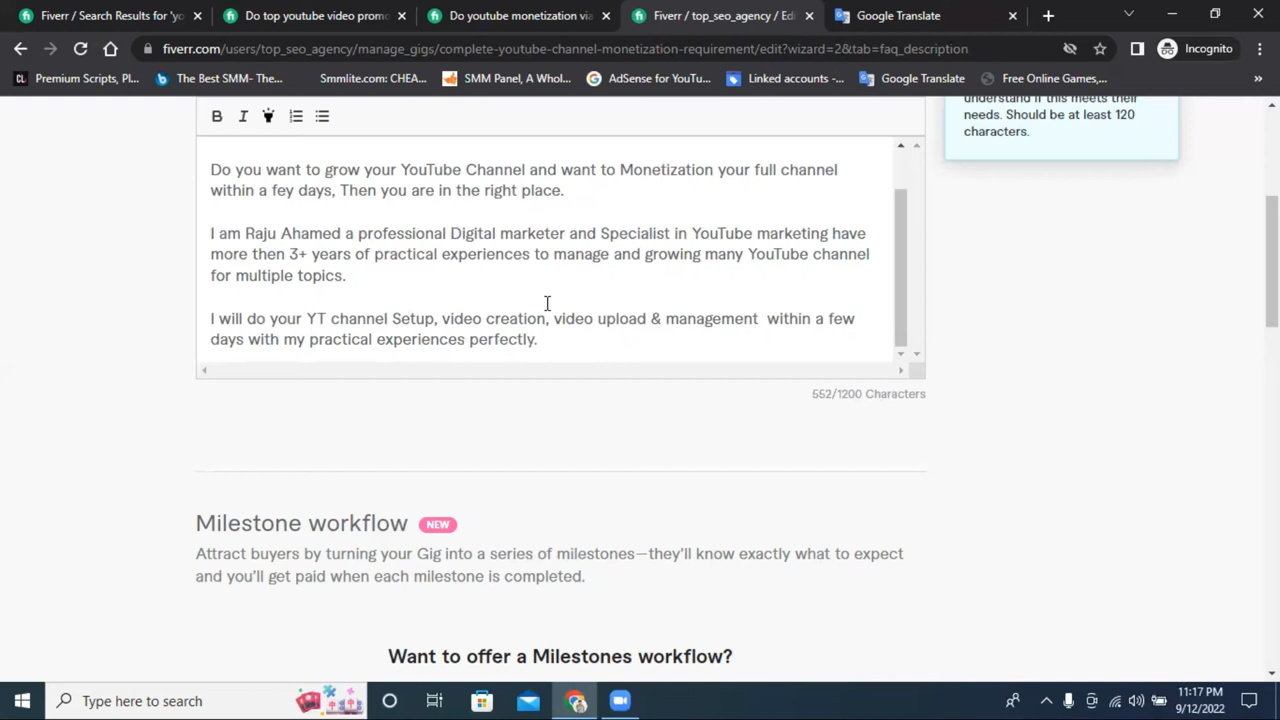 Fiverr / Search Results for 'yo
Do top youtube video promo
Do youtube monetization via
Fiverr / top_seo_agency / Edi
Google Translate
fiverr.com/users/top_seo_agency/manage_gigs/complete-youtube-channel-monetization-requirement/edit?wizard=2&tab=faq_description
Incognito
Premium Scripts, Pl...
The Best SMM- The...
Smmlite.com: CHEA...
SMM Panel, A Whol...
AdSense for YouTu...
Linked accounts -...
Google Translate
Free Online Games,...
»
understand if this meets their
needs. Should be at least 120
characters.
B I
Do you want to grow your YouTube Channel and want to Monetization your full channel
within a fey days, Then you are in the right place.
I am Raju Ahamed a professional Digital marketer and Specialist in YouTube marketing have
more then 3+ years of practical experiences to manage and growing many YouTube channel
for multiple topics.
I will do your YT channel Setup, video creation, video upload & management  within a few
days with my practical experiences perfectly.
552/1200 Characters
Milestone workflow NEW
Attract buyers by turning your Gig into a series of milestones—they'll know exactly what to expect
and you'll get paid when each milestone is completed.
Want to offer a Milestones workflow?
Type here to search
11:17 PM
9/12/2022